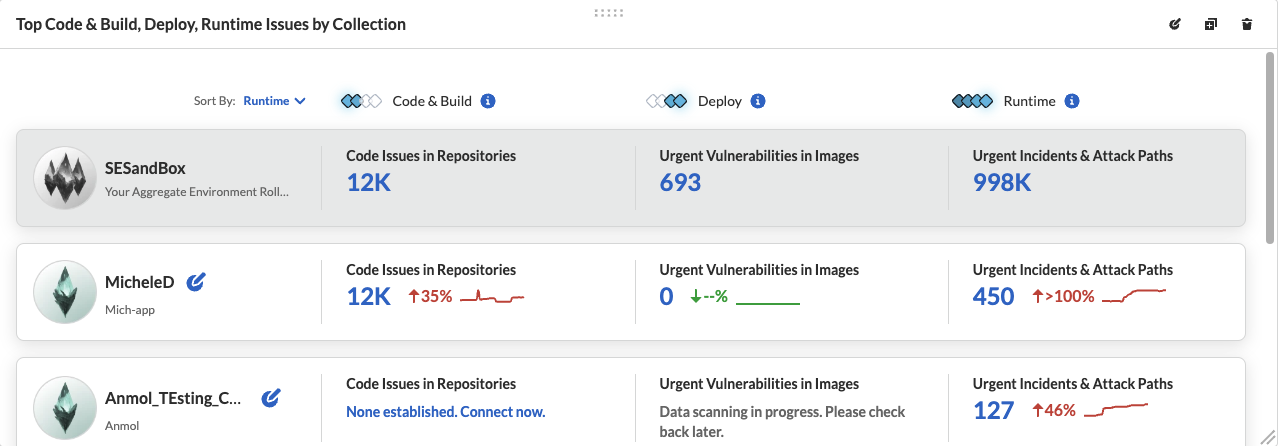 Top Code & Build, Deploy, Runtime Issues by Collection
Sort By: Runtime
Code & Build
Deploy
Runtime
SESandBox
Your Aggregate Environment Roll...
Code Issues in Repositories
12K
Urgent Vulnerabilities in Images
693
Urgent Incidents & Attack Paths
998K
MicheleD
Mich-app
Code Issues in Repositories
12K 35%
Urgent Vulnerabilities in Images
0 --%
Urgent Incidents & Attack Paths
450 >100%
Anmol_TEsting_C...
Anmol
Code Issues in Repositories
None established. Connect now.
Urgent Vulnerabilities in Images
Data scanning in progress. Please check
back later.
Urgent Incidents & Attack Paths
127 46%